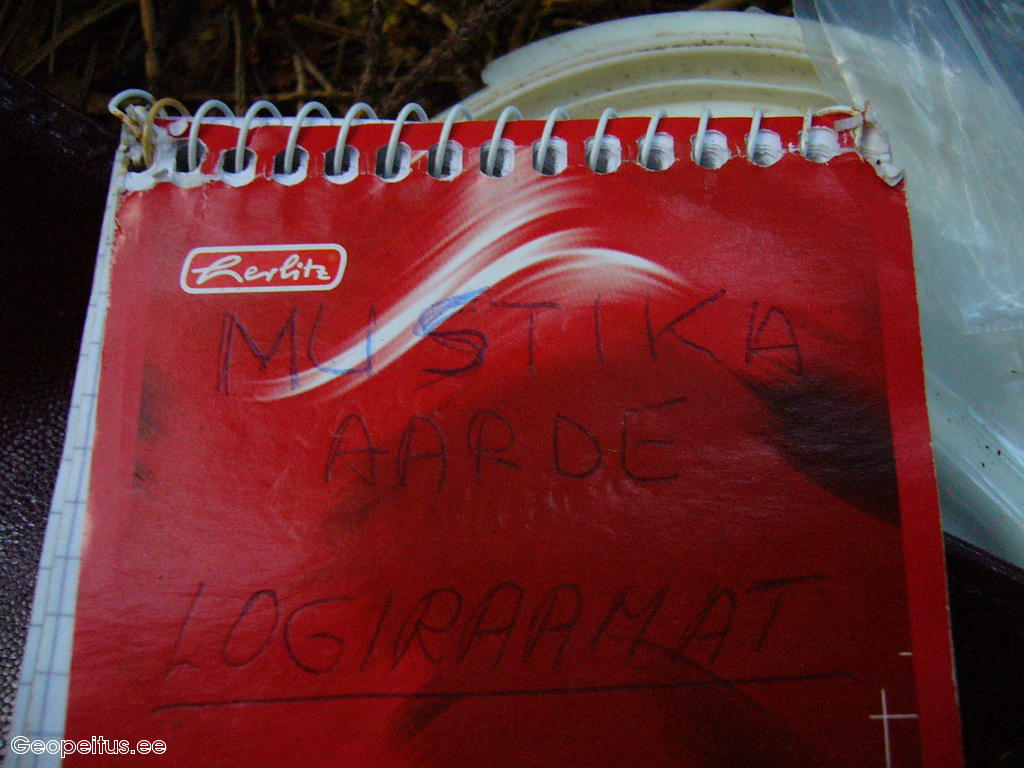 Herlitz
MUSTIKA
AARDE
LOGIRAAMAT
Geopeitus.ee